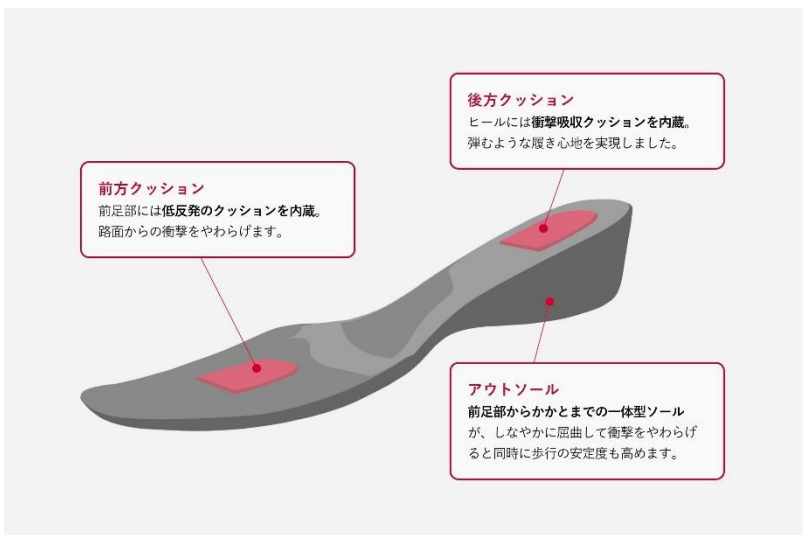 後方クッション
ヒールには衝撃吸収クッションを内蔵。
弾むような履き心地を実現しました。
前方クッション
前足部には低反発のクッションを内蔵。
路面からの衝撃をやわらげます。
アウトソール
前足部からかかとまでの一体型ソール
が、しなやかに屈曲して衝撃をやわらげ
ると同時に歩行の安定度も高めます。